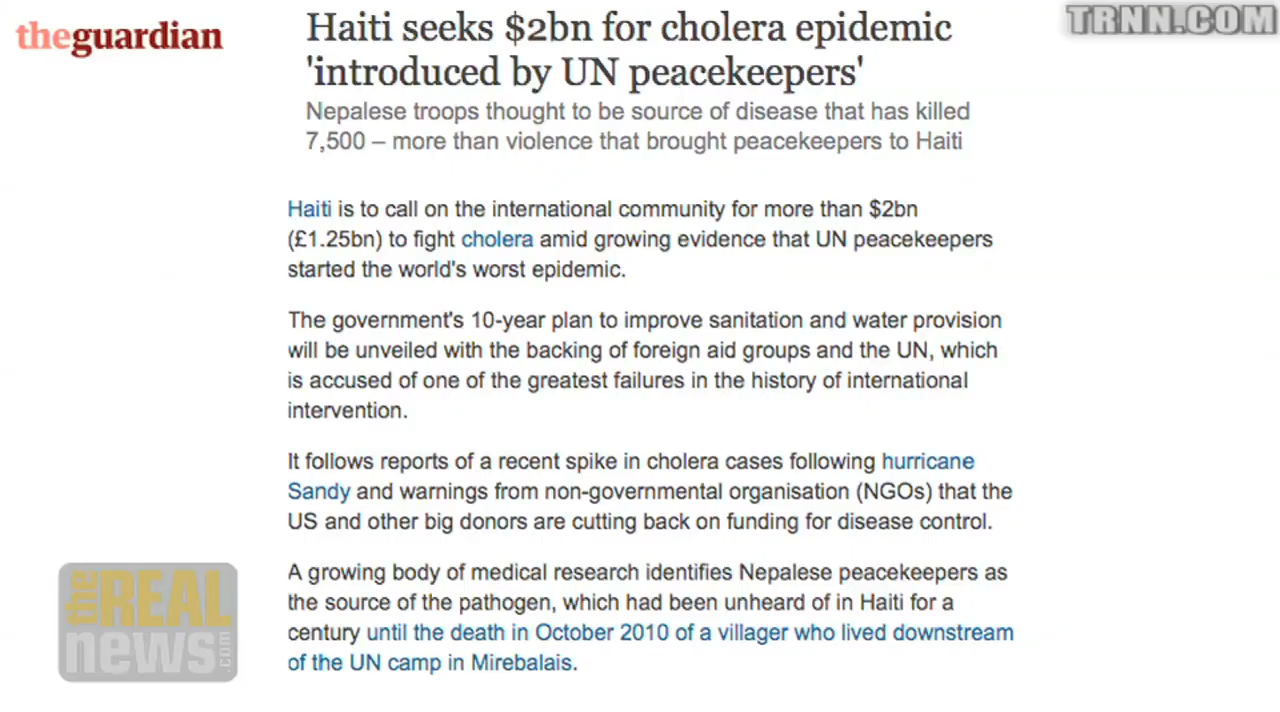 theguardian
TRNN.COM
Haiti seeks $2bn for cholera epidemic
'introduced by UN peacekeepers'
Nepalese troops thought to be source of disease that has killed
7,500 – more than violence that brought peacekeepers to Haiti
Haiti is to call on the international community for more than $2bn
(£1.25bn) to fight cholera amid growing evidence that UN peacekeepers
started the world's worst epidemic.
The government's 10-year plan to improve sanitation and water provision
will be unveiled with the backing of foreign aid groups and the UN, which
is accused of one of the greatest failures in the history of international
intervention.
It follows reports of a recent spike in cholera cases following hurricane
Sandy and warnings from non-governmental organisation (NGOs) that the
US and other big donors are cutting back on funding for disease control.
A growing body of medical research identifies Nepalese peacekeepers as
the source of the pathogen, which had been unheard of in Haiti for a
century until the death in October 2010 of a villager who lived downstream
of the UN camp in Mirebalais.
the REAL
news.com